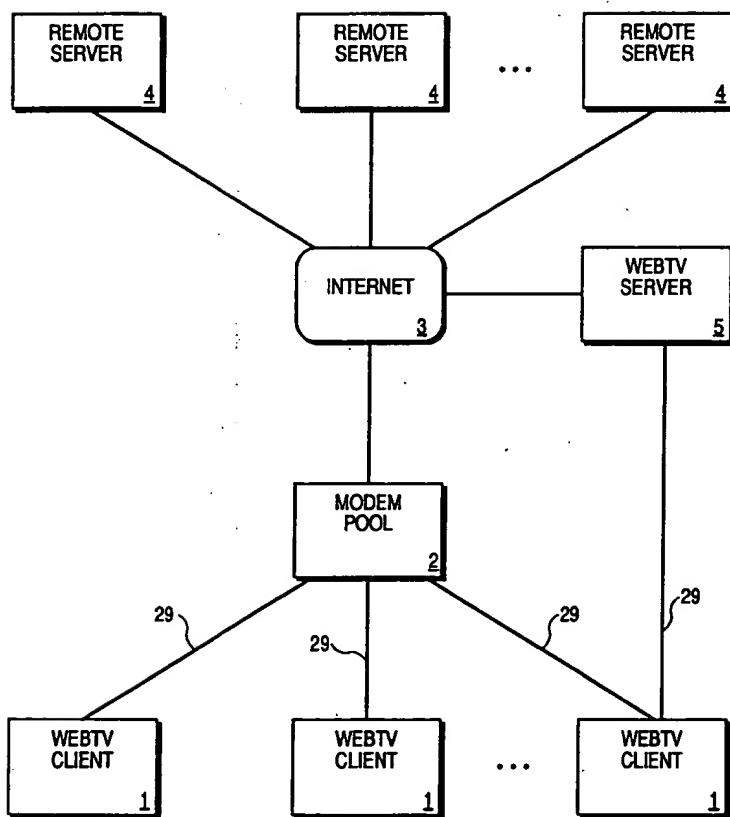 REMOTE
SERVER
4
REMOTE
SERVER
4
...
REMOTE
SERVER
4
INTERNET
3
WEBTV
SERVER
5
MODEM
POOL
2
29
29
29
29
WEBTV
CLIENT
1
WEBTV
CLIENT
1
...
WEBTV
CLIENT
1